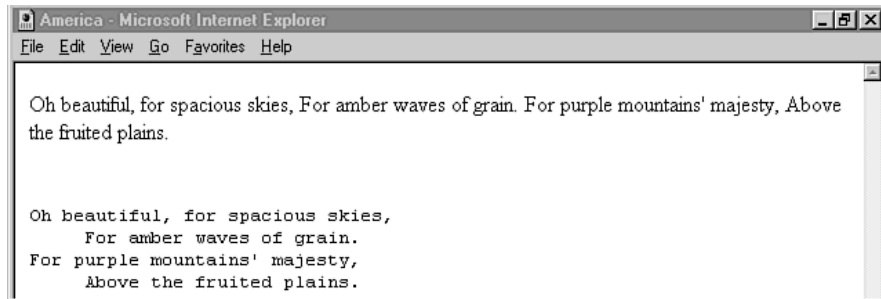 America - Microsoft Internet Explorer
File Edit View Go Favorites Help
Oh beautiful, for spacious skies, For amber waves of grain. For purple mountains' majesty, Above
the fruited plains.
Oh beautiful, for spacious skies,
     For amber waves of grain.
For purple mountains' majesty,
     Above the fruited plains.